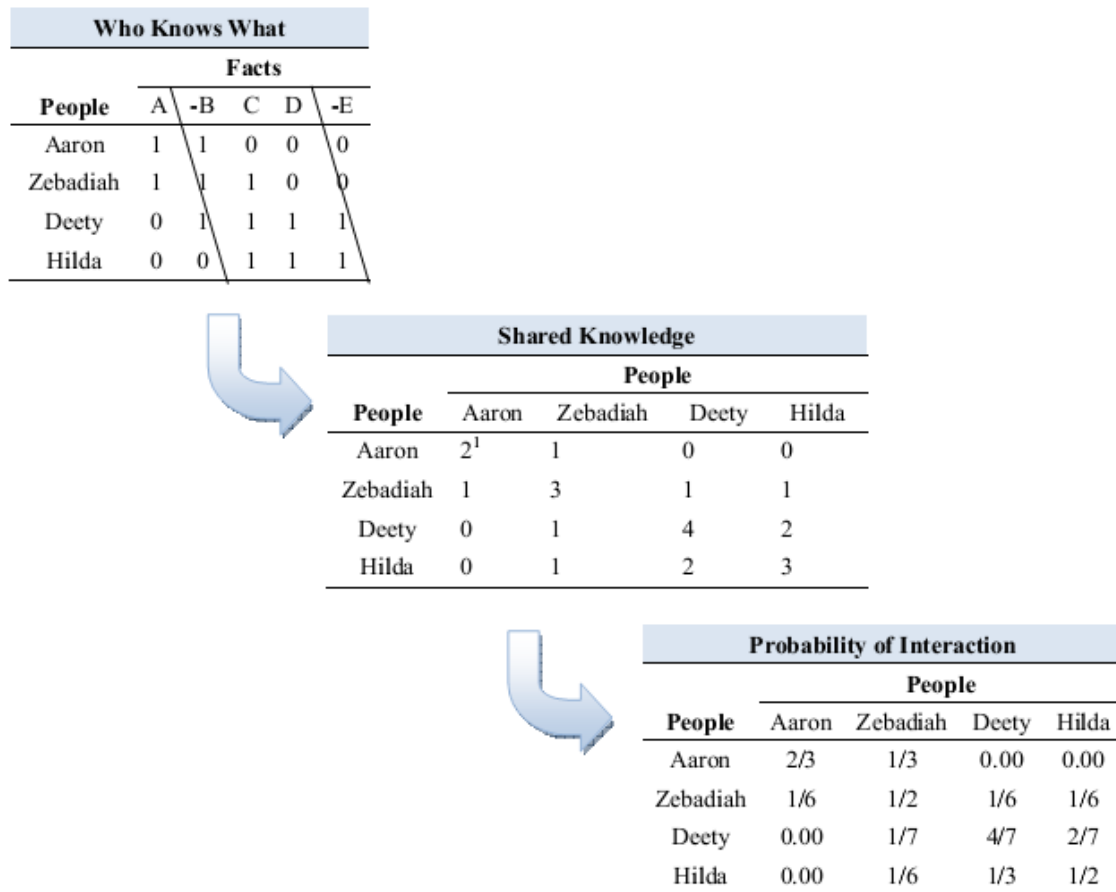 Who Knows What
Facts
People A -B C D -E
Aaron 1 1 0 0 0
Zebadiah 1 1 1 0 0
Deety 0 1 1 1 1
Hilda 0 0 1 1 1
Shared Knowledge
People
People Aaron Zebadiah Deety Hilda
Aaron 2¹ 1 0 0
Zebadiah 1 3 1 1
Deety 0 1 4 2
Hilda 0 1 2 3
Probability of Interaction
People
People Aaron Zebadiah Deety Hilda
Aaron 2/3 1/3 0.00 0.00
Zebadiah 1/6 1/2 1/6 1/6
Deety 0.00 1/7 4/7 2/7
Hilda 0.00 1/6 1/3 1/2